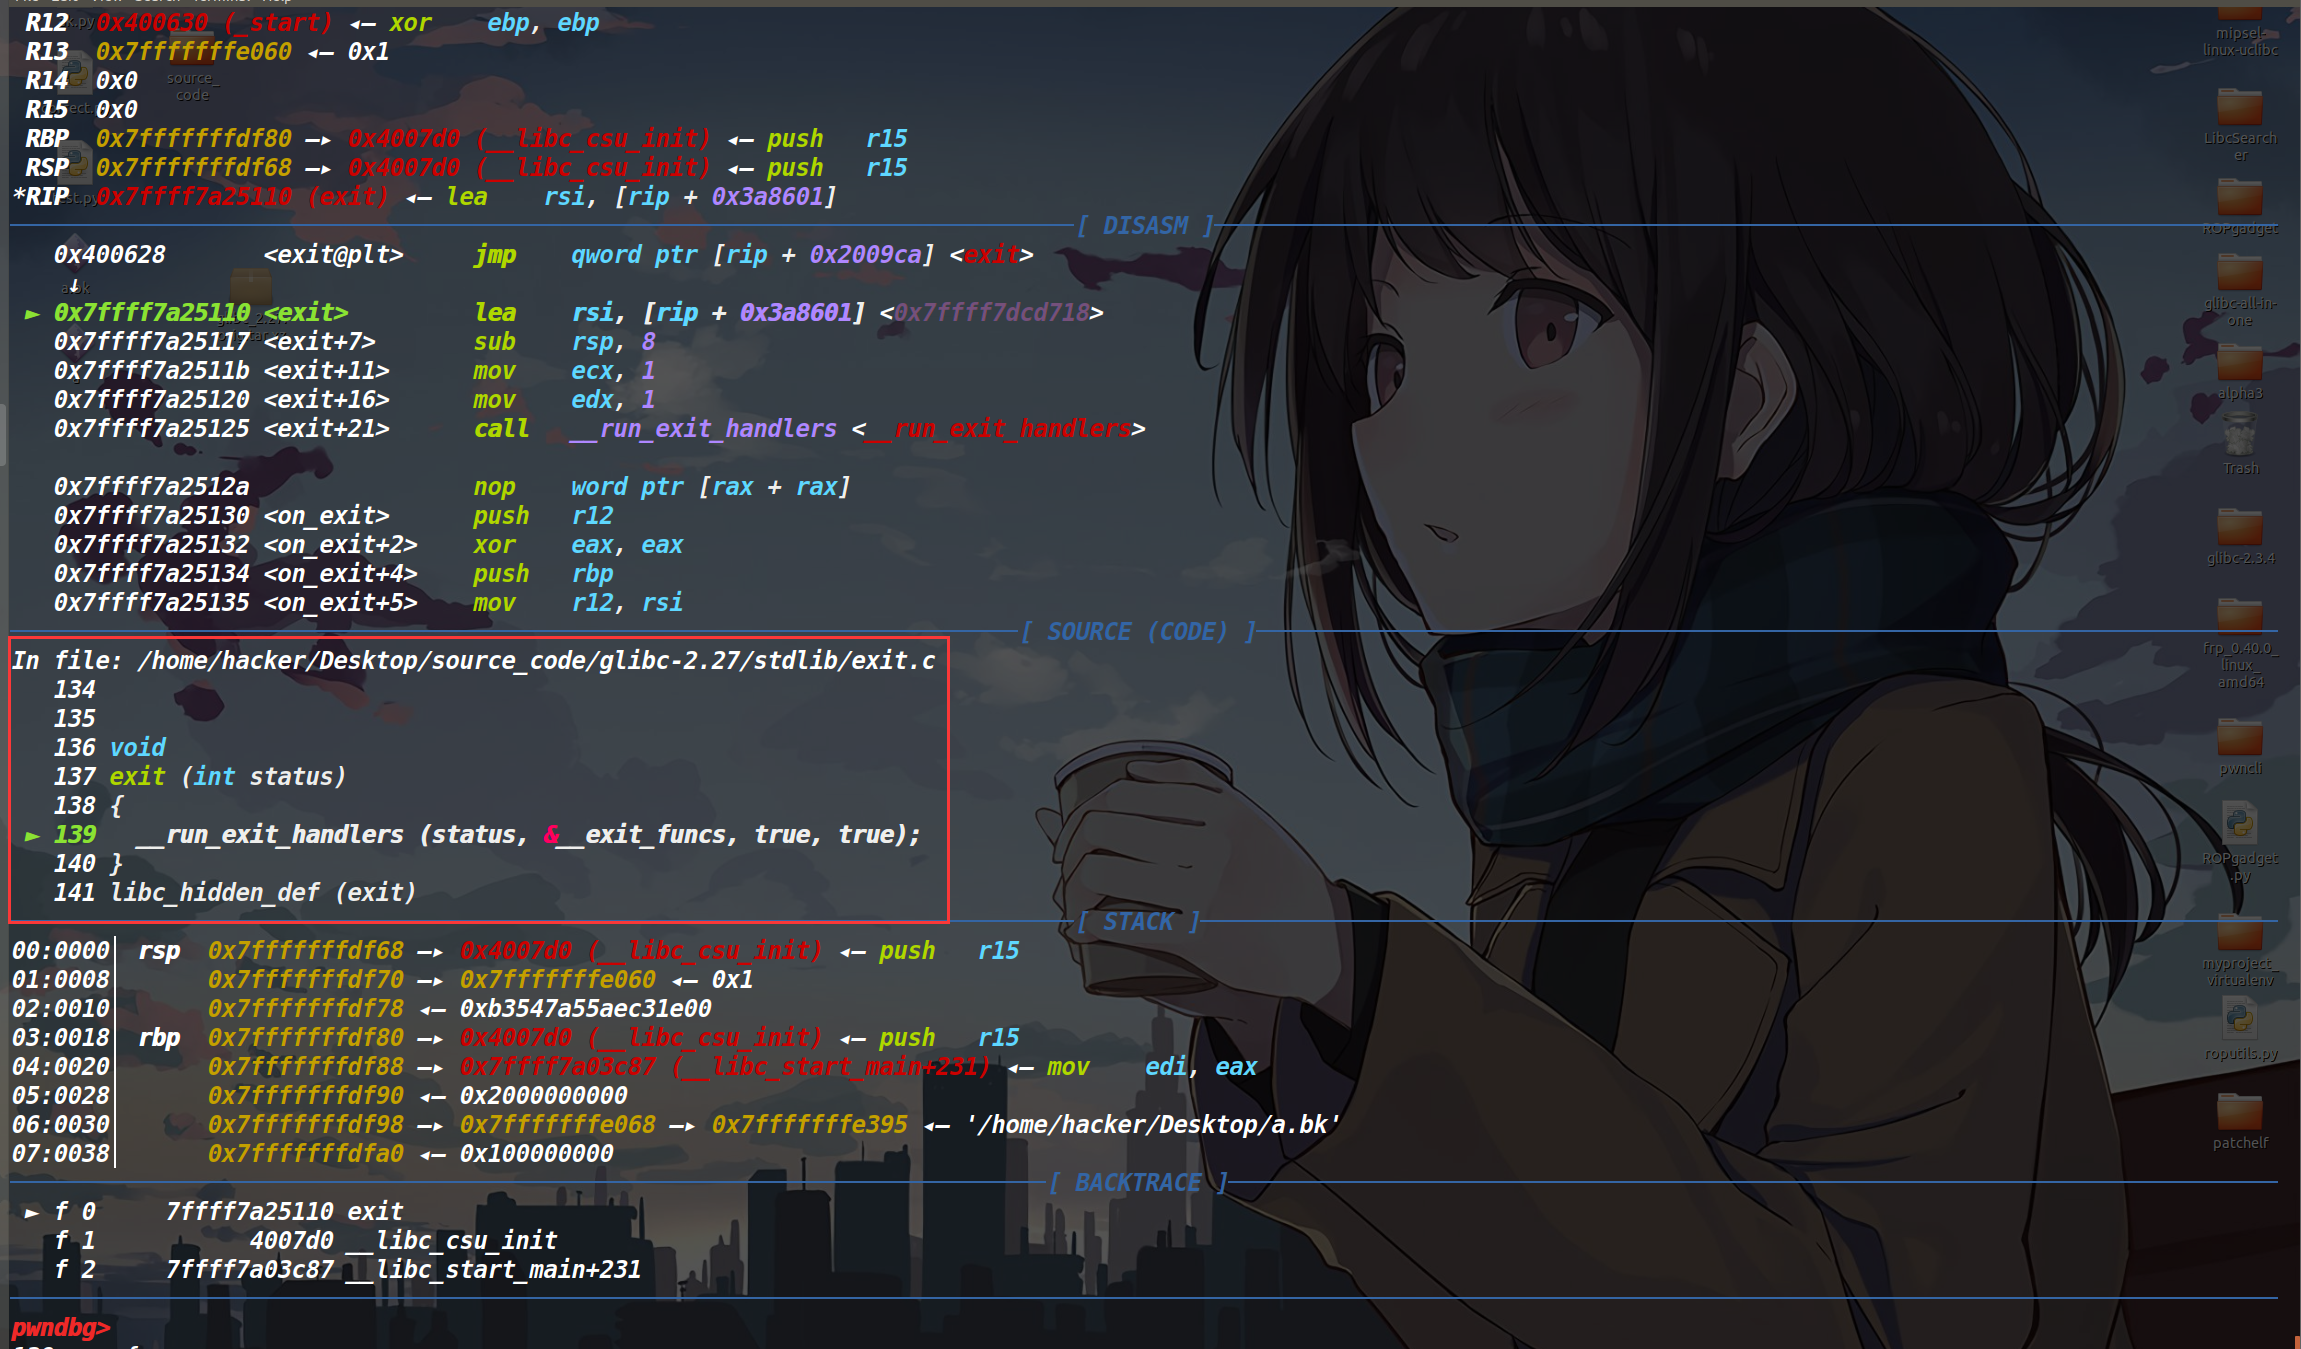 R12  0x400630 (_start) ◂— xor    ebp, ebp
R13  0x7fffffffe060 ◂— 0x1
R14  0x0
R15  0x0
RBP  0x7fffffffdf80 —▸ 0x4007d0 (__libc_csu_init) ◂— push   r15
RSP  0x7fffffffdf68 —▸ 0x4007d0 (__libc_csu_init) ◂— push   r15
*RIP  0x7ffff7a25110 (exit) ◂— lea    rsi, [rip + 0x3a8601]
[ DISASM ]
0x400628       <exit@plt>     jmp    qword ptr [rip + 0x2009ca] <exit>
↓
► 0x7ffff7a25110 <exit>         lea    rsi, [rip + 0x3a8601] <0x7ffff7dcd718>
0x7ffff7a25117 <exit+7>       sub    rsp, 8
0x7ffff7a2511b <exit+11>      mov    ecx, 1
0x7ffff7a25120 <exit+16>      mov    edx, 1
0x7ffff7a25125 <exit+21>      call   __run_exit_handlers <__run_exit_handlers>
0x7ffff7a2512a                nop    word ptr [rax + rax]
0x7ffff7a25130 <on_exit>      push   r12
0x7ffff7a25132 <on_exit+2>    xor    eax, eax
0x7ffff7a25134 <on_exit+4>    push   rbp
0x7ffff7a25135 <on_exit+5>    mov    r12, rsi
[ SOURCE (CODE) ]
In file: /home/hacker/Desktop/source_code/glibc-2.27/stdlib/exit.c
134
135
136 void
137 exit (int status)
138 {
► 139   __run_exit_handlers (status, &__exit_funcs, true, true);
140 }
141 libc_hidden_def (exit)
[ STACK ]
00:0000│ rsp  0x7fffffffdf68 —▸ 0x4007d0 (__libc_csu_init) ◂— push   r15
01:0008│      0x7fffffffdf70 —▸ 0x7fffffffe060 ◂— 0x1
02:0010│      0x7fffffffdf78 ◂— 0xb3547a55aec31e00
03:0018│ rbp  0x7fffffffdf80 —▸ 0x4007d0 (__libc_csu_init) ◂— push   r15
04:0020│      0x7fffffffdf88 —▸ 0x7ffff7a03c87 (__libc_start_main+231) ◂— mov    edi, eax
05:0028│      0x7fffffffdf90 ◂— 0x2000000000
06:0030│      0x7fffffffdf98 —▸ 0x7fffffffe068 —▸ 0x7fffffffe395 ◂— '/home/hacker/Desktop/a.bk'
07:0038│      0x7fffffffdfa0 ◂— 0x100000000
[ BACKTRACE ]
► f 0     7ffff7a25110 exit
f 1           4007d0 __libc_csu_init
f 2     7ffff7a03c87 __libc_start_main+231
pwndbg>
source_
code
mipsel-
linux-uclibc
LibcSearch
er
ROPgadget
glibc-all-in-
one
alpha3
Trash
glibc-2.3.4
frp_0.40.0_
linux_
amd64
pwncli
ROPgadget
.py
myproject_
virtualenv
roputils.py
patchelf